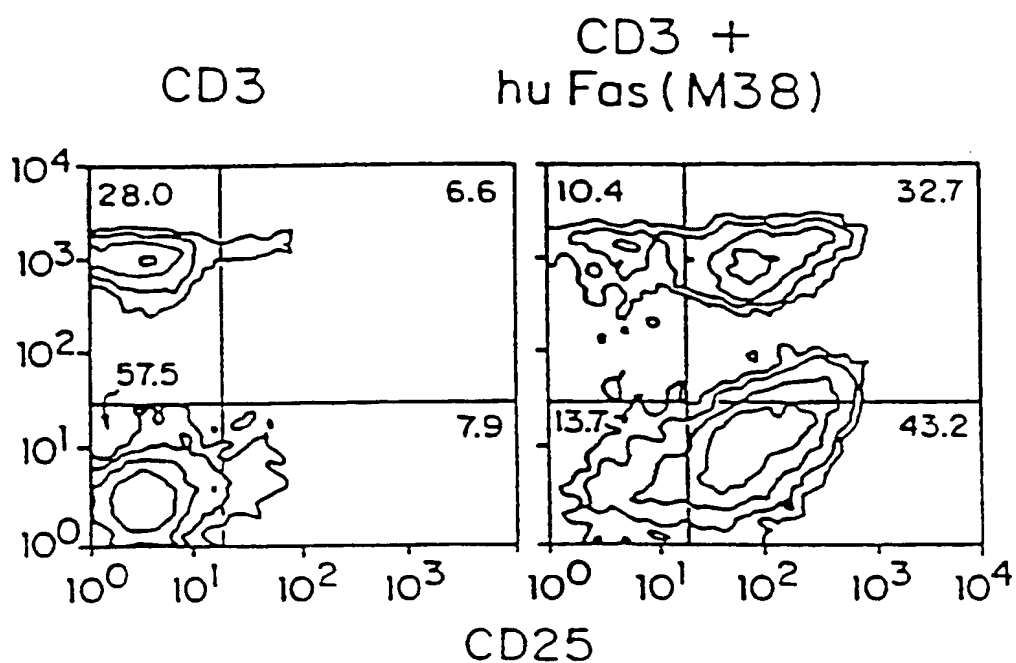 CD3
CD3 +
hu Fas (M38)
10⁴
10³
10²
10¹
10⁰
28.0
6.6
57.5
7.9
10.4
32.7
13.7
43.2
10⁰ 10¹ 10² 10³
10⁰ 10¹ 10² 10³ 10⁴
CD25